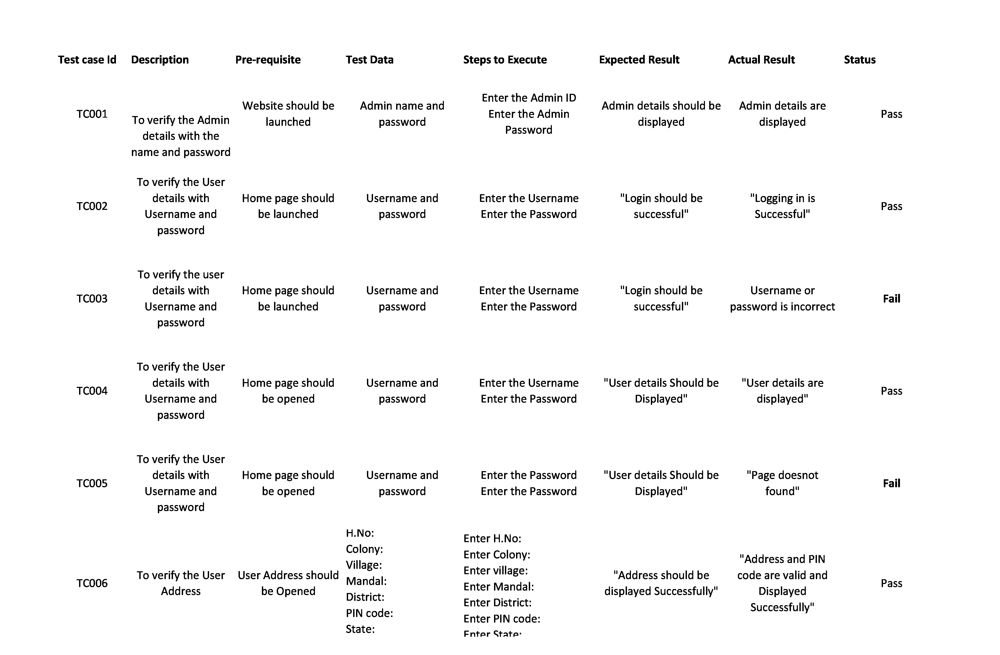 Test case Id Description Pre-requisite Test Data Steps to Execute Expected Result Actual Result Status
TC001
To verify the Admin
details with the
name and password
Website should be
launched
Admin name and
password
Enter the Admin ID
Enter the Admin
Password
Admin details should be
displayed
Admin details are
displayed
Pass
TC002
To verify the User
details with
Username and
password
Home page should
be launched
Username and
password
Enter the Username
Enter the Password
"Login should be
successful"
"Logging in is
Successful"
Pass
TC003
To verify the user
details with
Username and
password
Home page should
be launched
Username and
password
Enter the Username
Enter the Password
"Login should be
successful"
Username or
password is incorrect
Fail
TC004
To verify the User
details with
Username and
password
Home page should
be opened
Username and
password
Enter the Username
Enter the Password
"User details Should be
Displayed"
"User details are
displayed"
Pass
TC005
To verify the User
details with
Username and
password
Home page should
be opened
Username and
password
Enter the Password
Enter the Password
"User details Should be
Displayed"
"Page doesnot
found"
Fail
TC006
To verify the User
Address
User Address should
be Opened
H.No:
Colony:
Village:
Mandal:
District:
PIN code:
State:
Enter H.No:
Enter Colony:
Enter village:
Enter Mandal:
Enter District:
Enter PIN code:
Enter State:
"Address should be
displayed Successfully"
"Address and PIN
code are valid and
Displayed
Successfully"
Pass